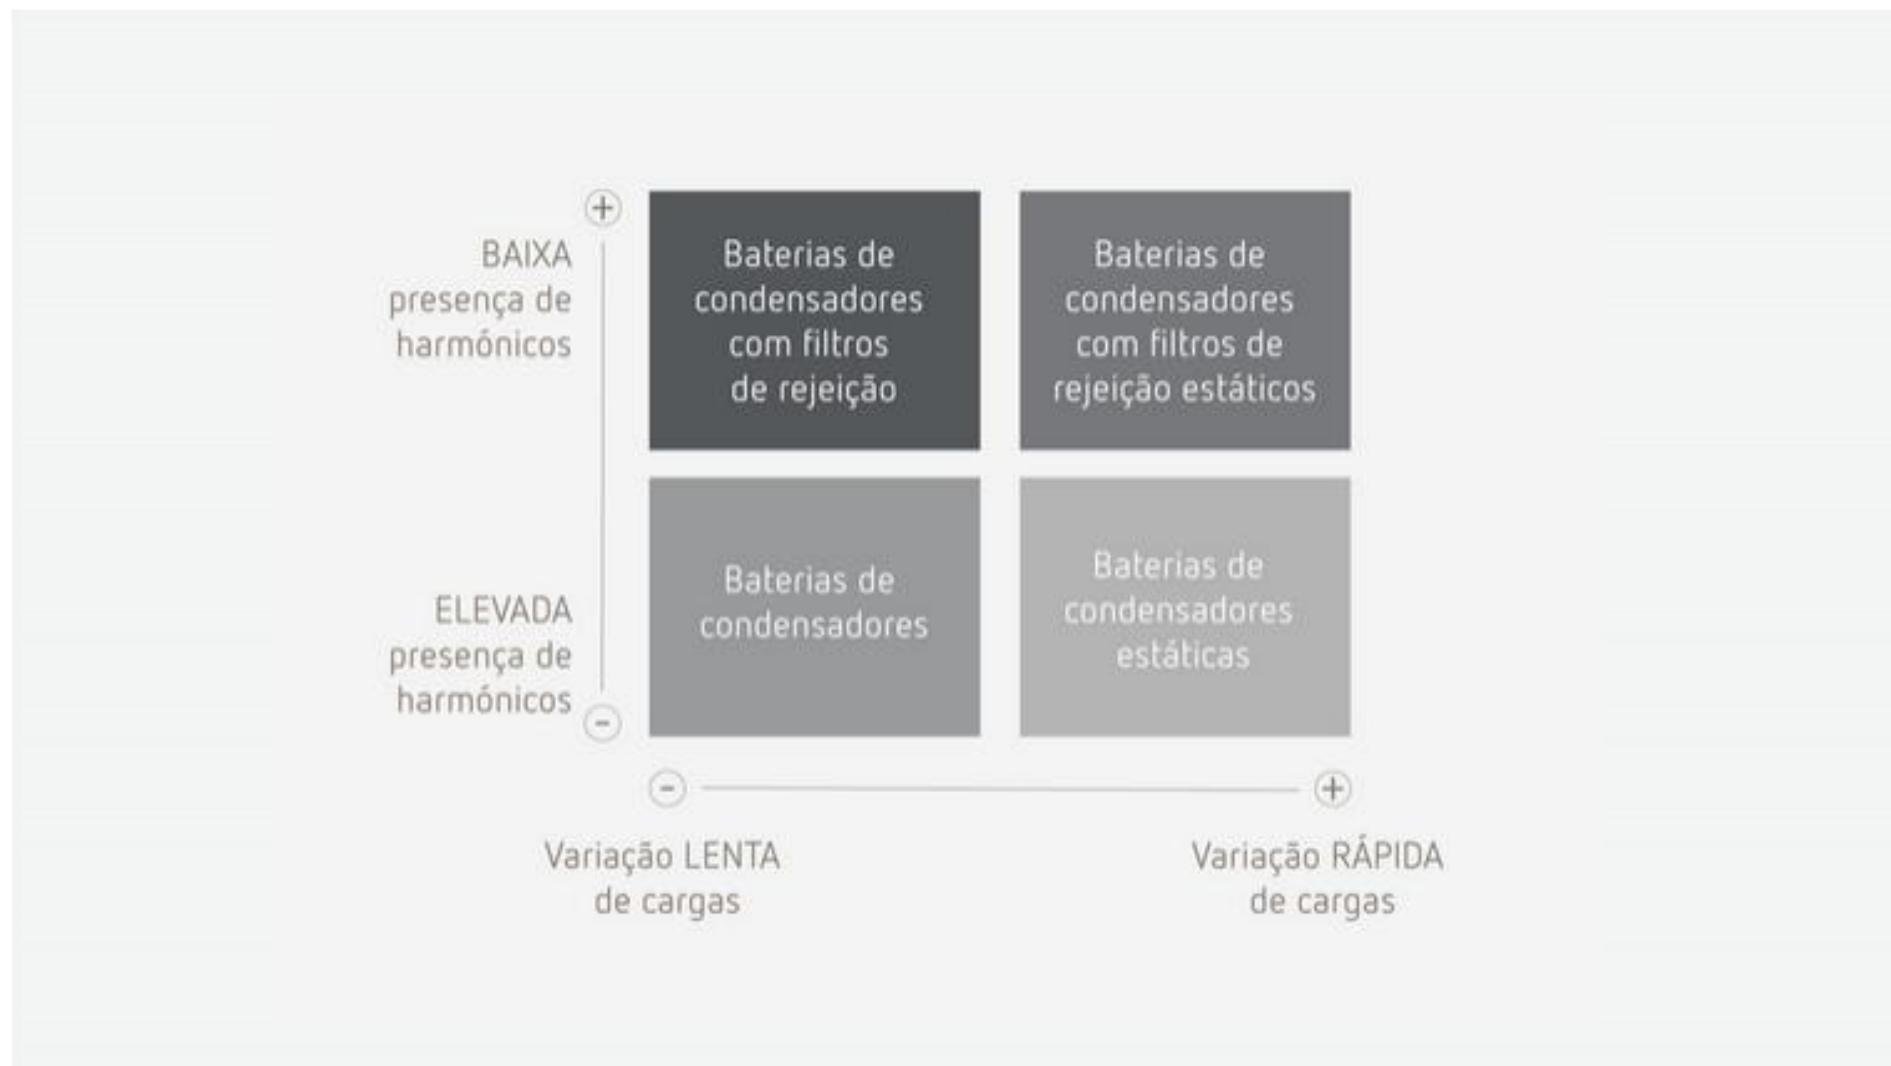 +
BAIXA
presença de
harmónicos
Baterias de
condensadores
com filtros
de rejeição
Baterias de
condensadores
com filtros de
rejeição estáticos
ELEVADA
presença de
harmónicos
-
Baterias de
condensadores
Baterias de
condensadores
estáticas
-
+
Variação LENTA
de cargas
Variação RÁPIDA
de cargas